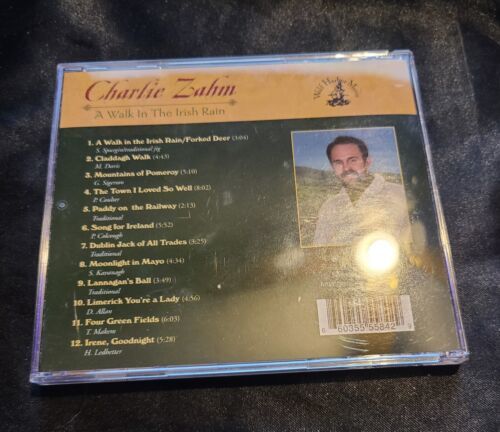 Charlie Zahm
A Walk In The Irish Rain
1. A Walk in the Irish Rain/Forked Deer (3:04)
S. Spurgin/traditional jig
2. Claddagh Walk (4:43)
M. Davis
3. Mountains of Pomeroy (5:10)
G. Sigerson
4. The Town I Loved So Well (8:02)
P. Coulter
5. Paddy on the Railway (2:13)
Traditional
6. Song for Ireland (5:52)
P. Colcough
7. Dublin Jack of All Trades (3:25)
Traditional
8. Moonlight in Mayo (4:34)
S. Kavanagh
9. Lannagan's Ball (3:49)
Traditional
10. Limerick You're a Lady (4:56)
D. Allan
11. Four Green Fields (6:03)
T. Makem
12. Irene, Goodnight (5:28)
H. Ledbetter
6 60355 55842 9